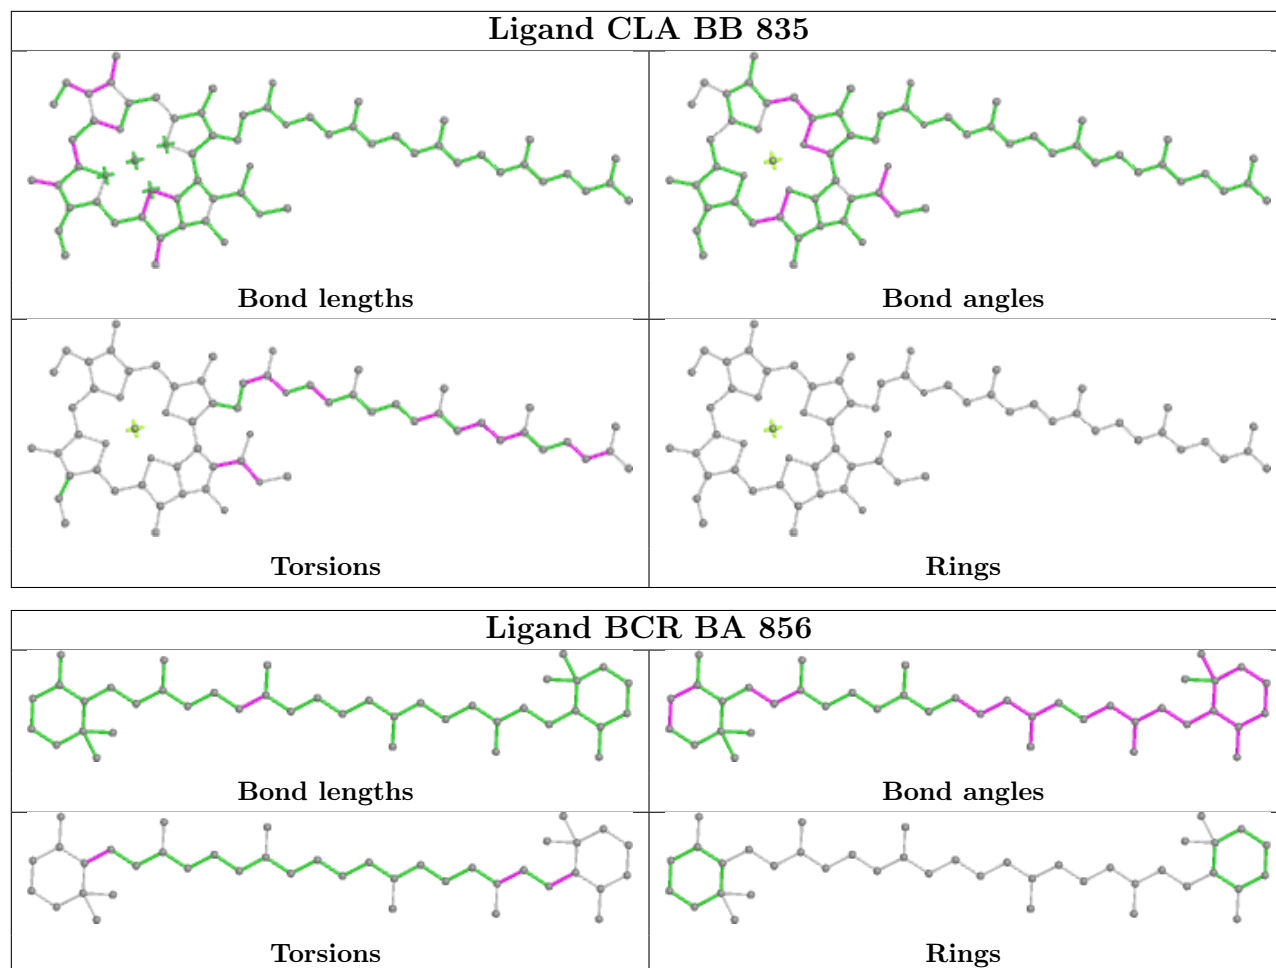 Ligand CLA BB 835
Bond lengths
Bond angles
Torsions
Rings
Ligand BCR BA 856
Bond lengths
Bond angles
Torsions
Rings